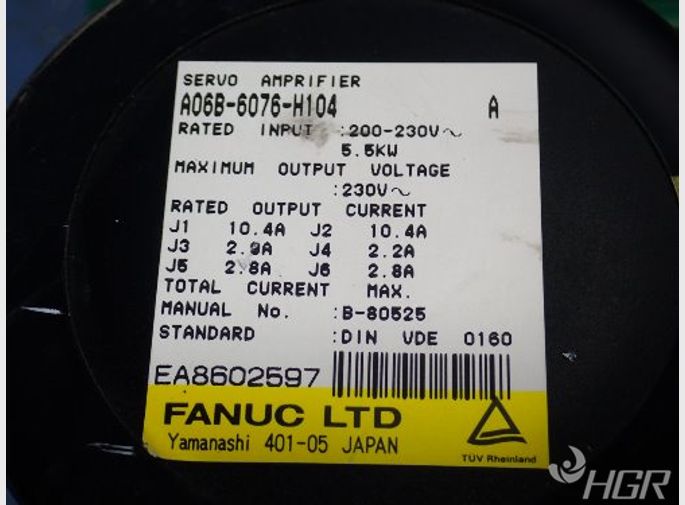 SERVO AMPRIFIER
A06B-6076-H104 A
RATED INPUT :200-230V~
5.5KW
MAXIMUM OUTPUT VOLTAGE
:230V~
RATED OUTPUT CURRENT
J1 10.4A J2 10.4A
J3 2.9A J4 2.2A
J5 2.8A J6 2.8A
TOTAL CURRENT MAX.
MANUAL No. :B-80525
STANDARD :DIN VDE 0160
EA8602597
FANUC LTD
Yamanashi 401-05 JAPAN
TÜV Rheinland
HGR